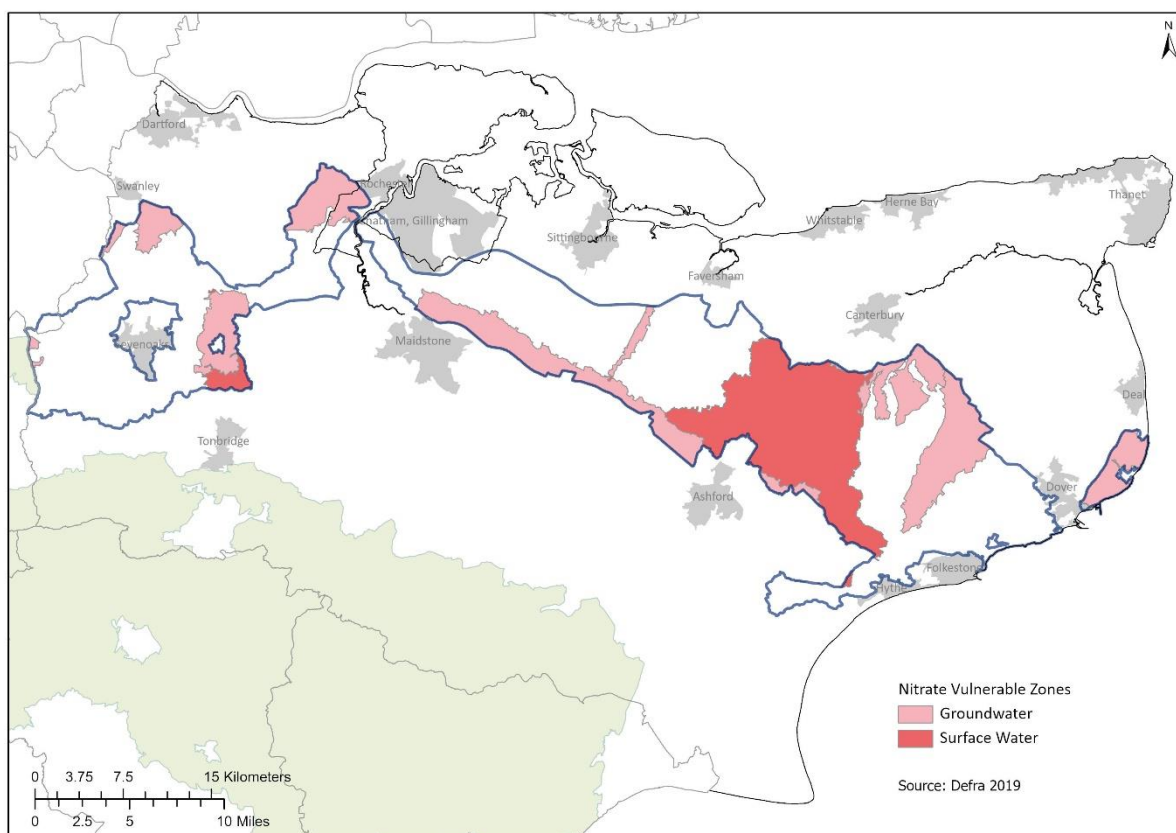 N
Dartford
Swanley
Rochest
Chatham, Gillingham
Sittingbourne
Whitstable
Herne Bay
Thanet
Faversham
Canterbury
Sevenoaks
Maidstone
Deal
Tonbridge
Ashford
Dover
Folkestone
Hythe
Nitrate Vulnerable Zones
Groundwater
Surface Water
Source: Defra 2019
0 3.75 7.5 15 Kilometers
0 2.5 5 10 Miles